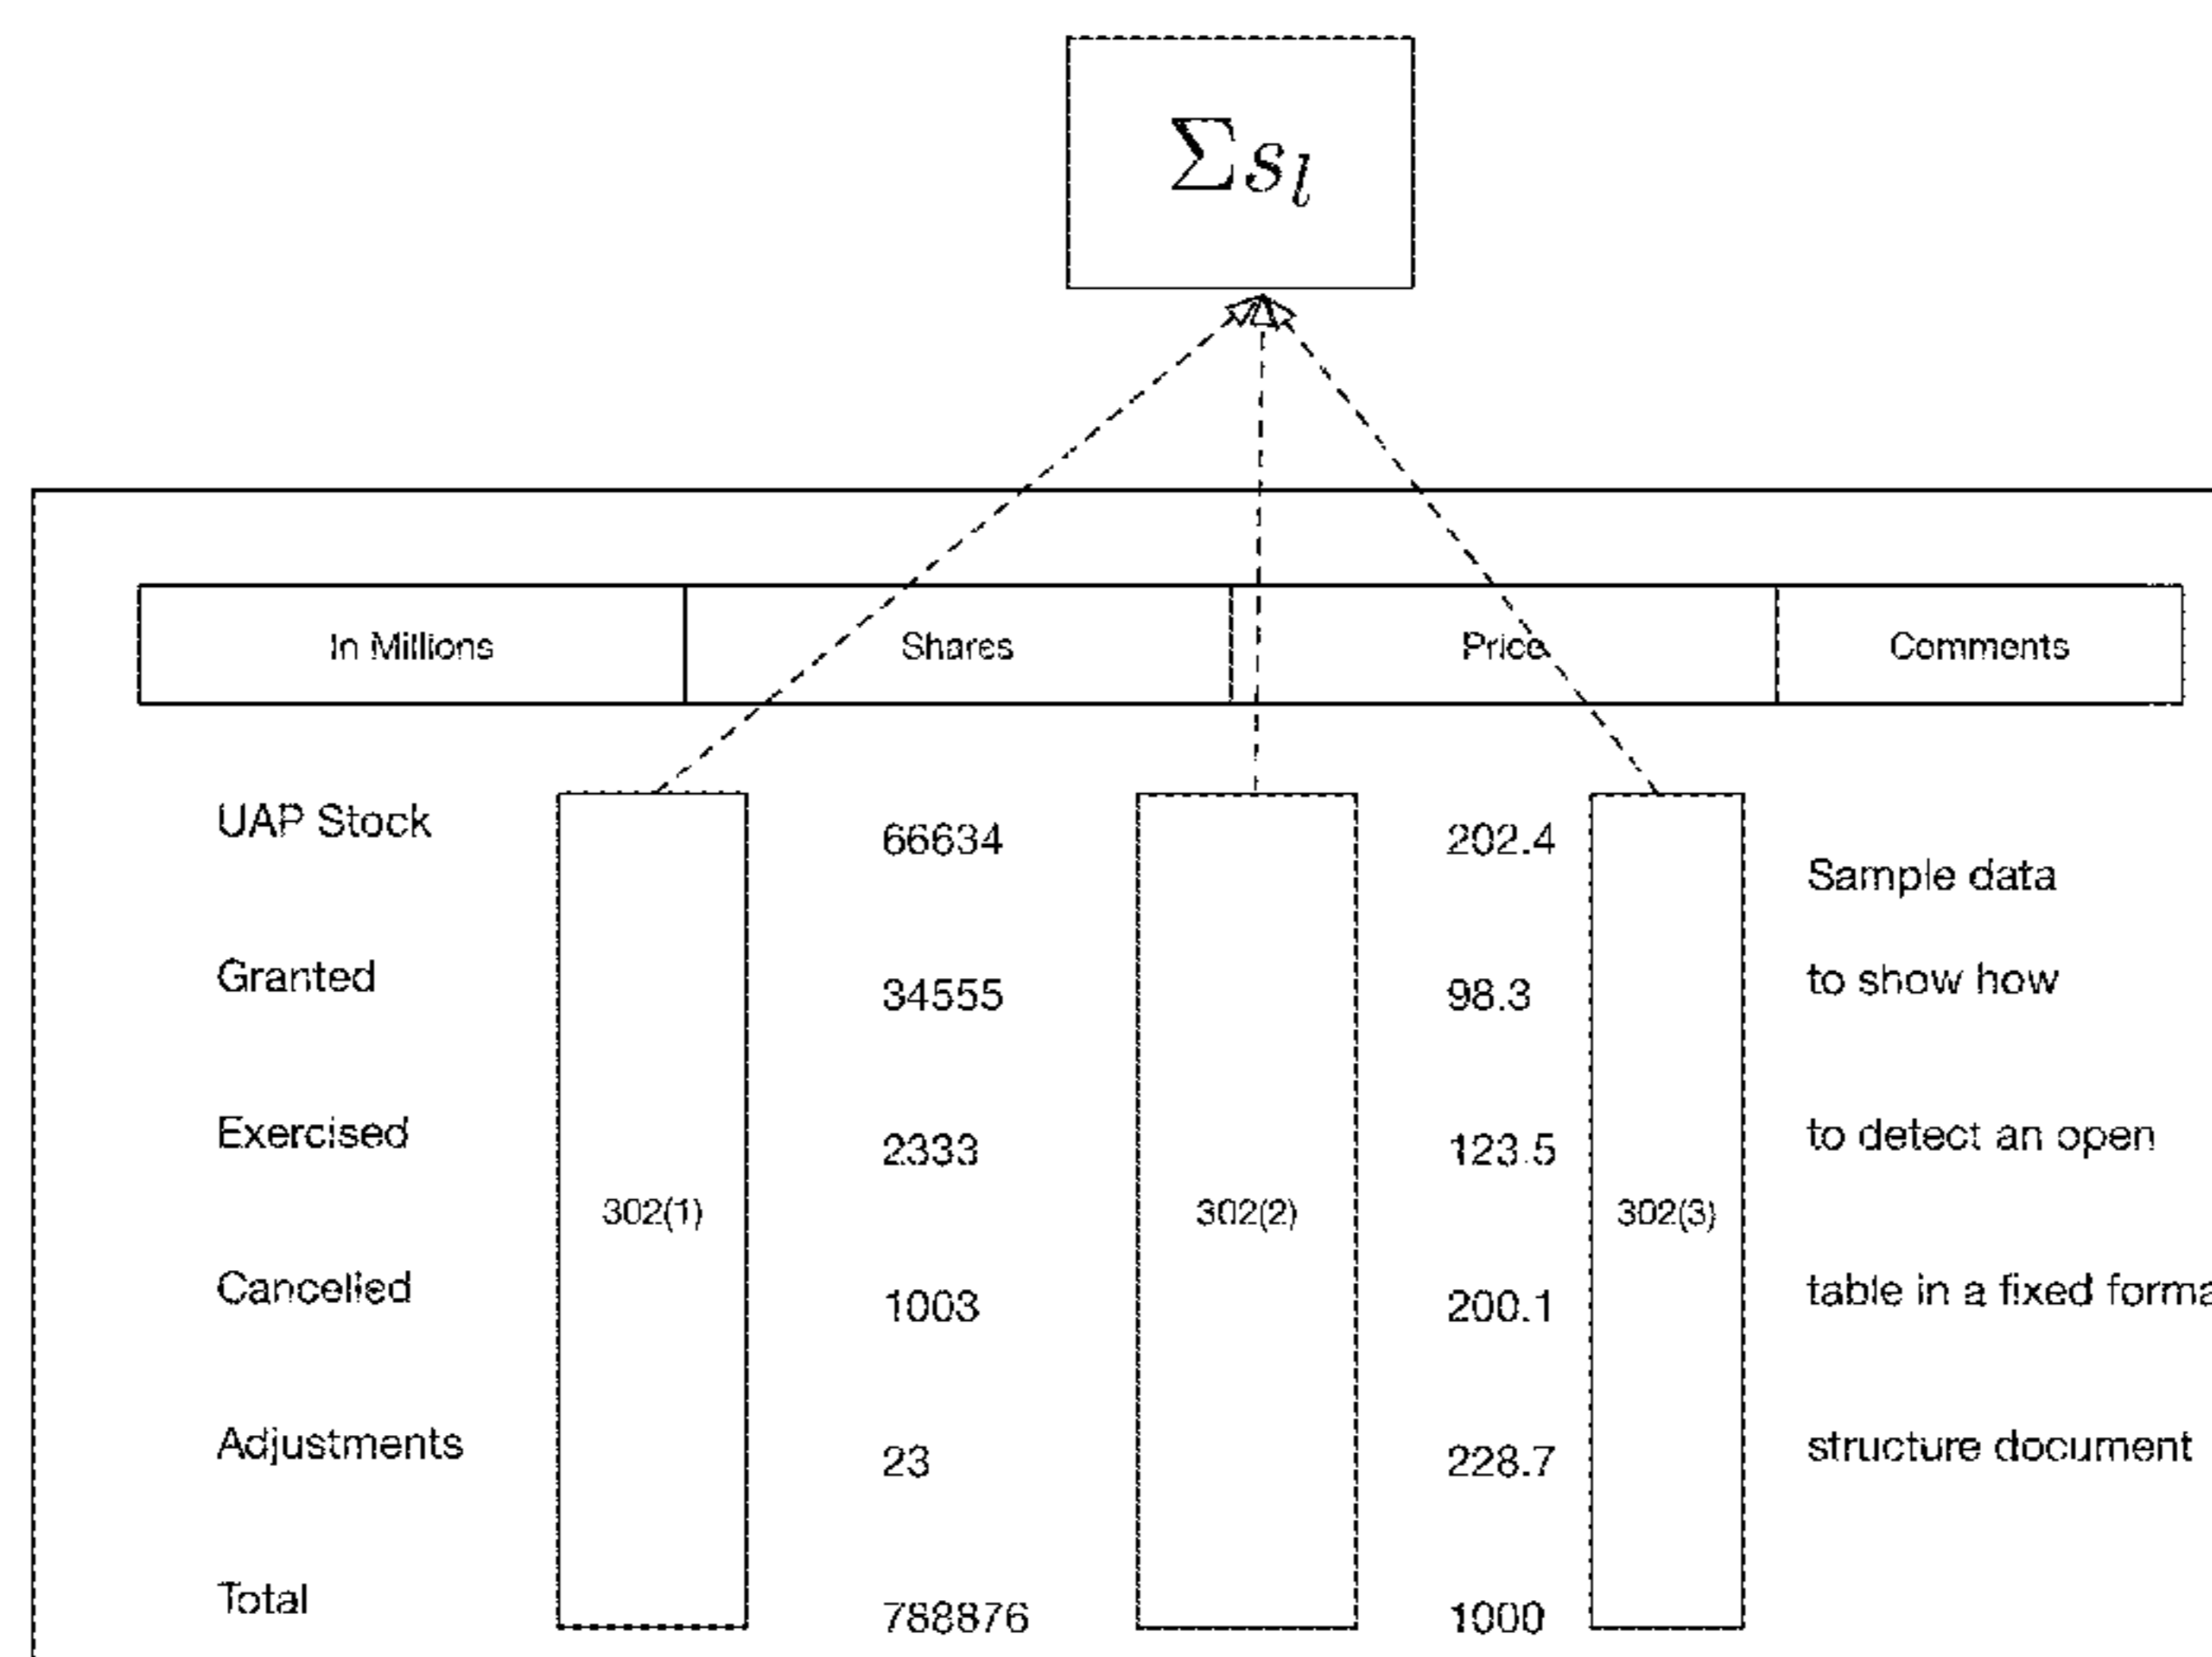 Σsₗ
In Millions Shares Price Comments
UAP Stock 66634 202.4 Sample data
Granted 34555 98.3 to show how
Exercised 2333 123.5 to detect an open
302(1) 302(2) 302(3)
Cancelled 1003 200.1 table in a fixed forma
Adjustments 23 228.7 structure document
Total 788876 1000